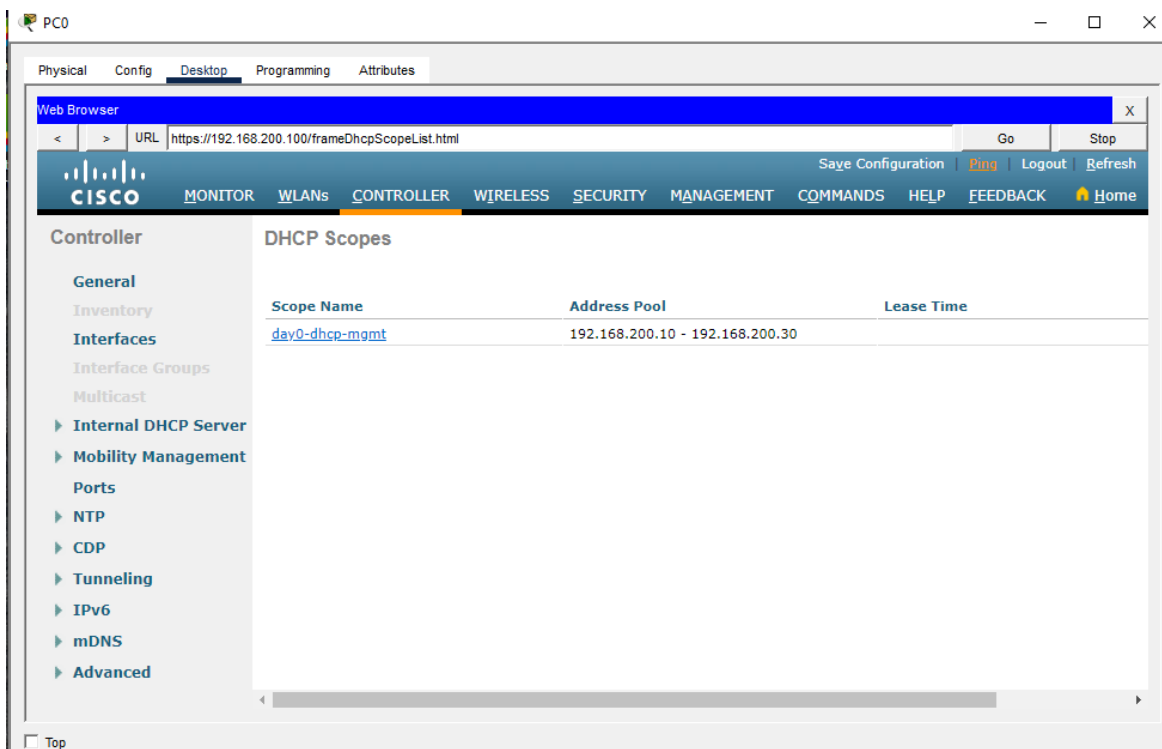 PC0
Physical Config Desktop Programming Attributes
Web Browser X
< > URL https://192.168.200.100/frameDhcpScopeList.html Go Stop
Save Configuration Ping Logout Refresh
CISCO MONITOR WLANs CONTROLLER WIRELESS SECURITY MANAGEMENT COMMANDS HELP FEEDBACK Home
Controller
General
Inventory
Interfaces
Interface Groups
Multicast
Internal DHCP Server
Mobility Management
Ports
NTP
CDP
Tunneling
IPv6
mDNS
Advanced
DHCP Scopes
Scope Name Address Pool Lease Time
day0-dhcp-mgmt 192.168.200.10 - 192.168.200.30
Top